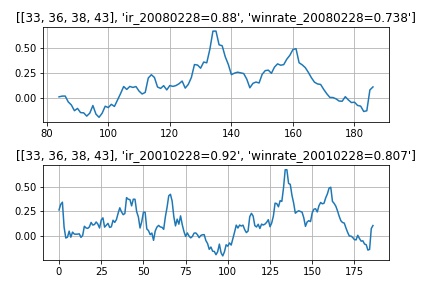 [[33, 36, 38, 43], 'ir_20080228=0.88', 'winrate_20080228=0.738']
0.50
0.25
0.00
80 100 120 140 160 180
[[33, 36, 38, 43], 'ir_20010228=0.92', 'winrate_20010228=0.807']
0.50
0.25
0.00
0 25 50 75 100 125 150 175